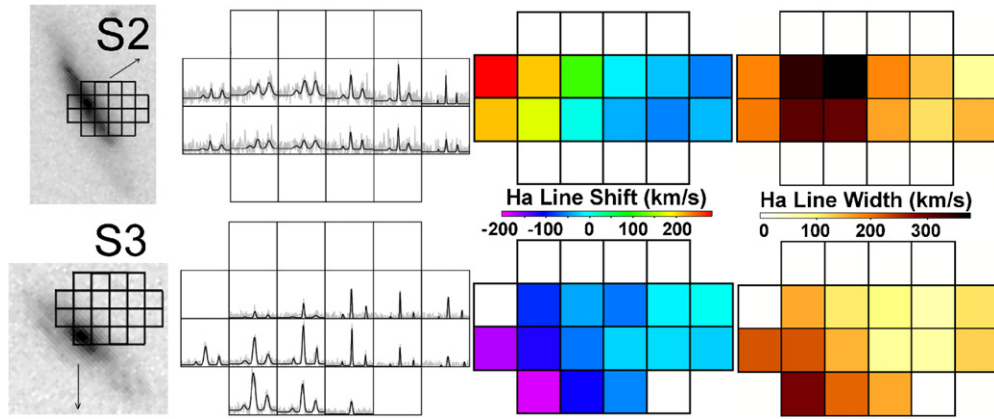 S2
Ha Line Shift (km/s)
-200 -100 0 100 200
Ha Line Width (km/s)
0 100 200 300
S3